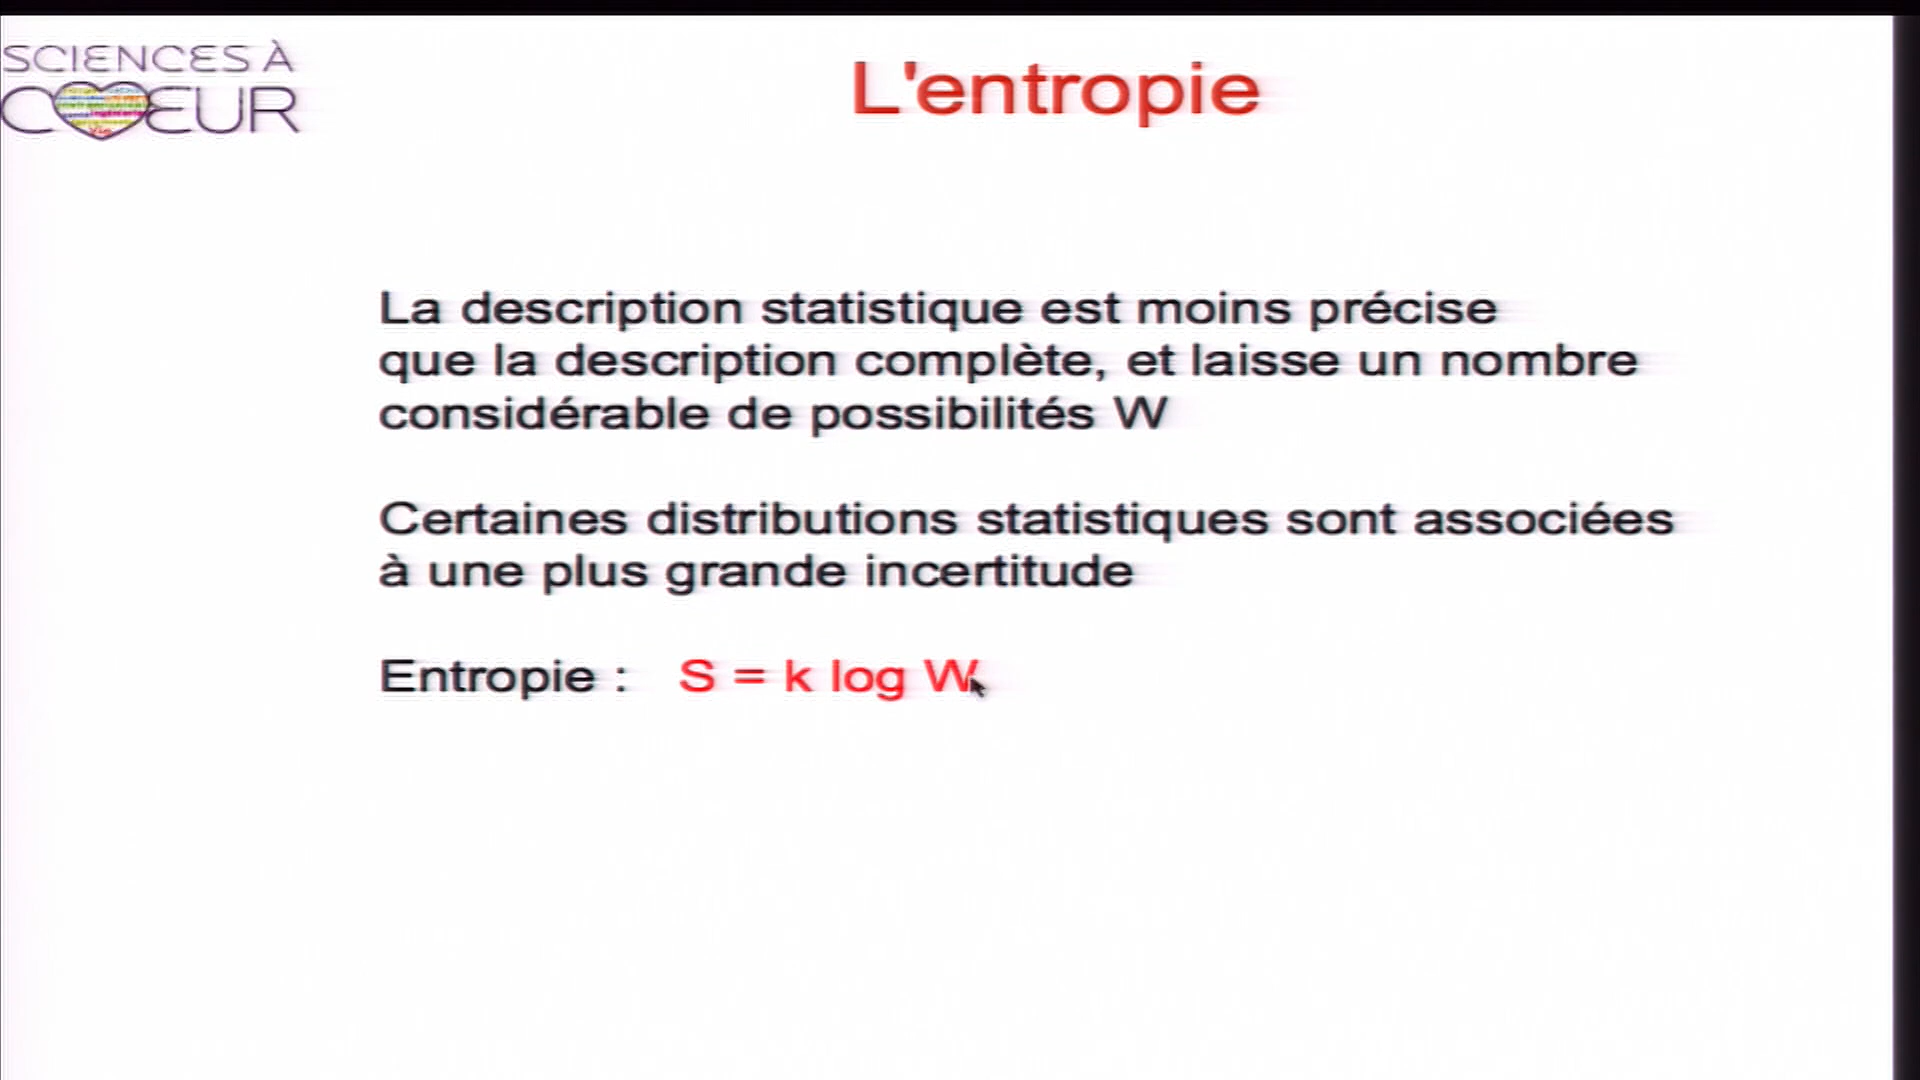 SCIENCES À
CŒUR
L'entropie
La description statistique est moins précise
que la description complète, et laisse un nombre
considérable de possibilités W
Certaines distributions statistiques sont associées
à une plus grande incertitude
Entropie : S = k log W